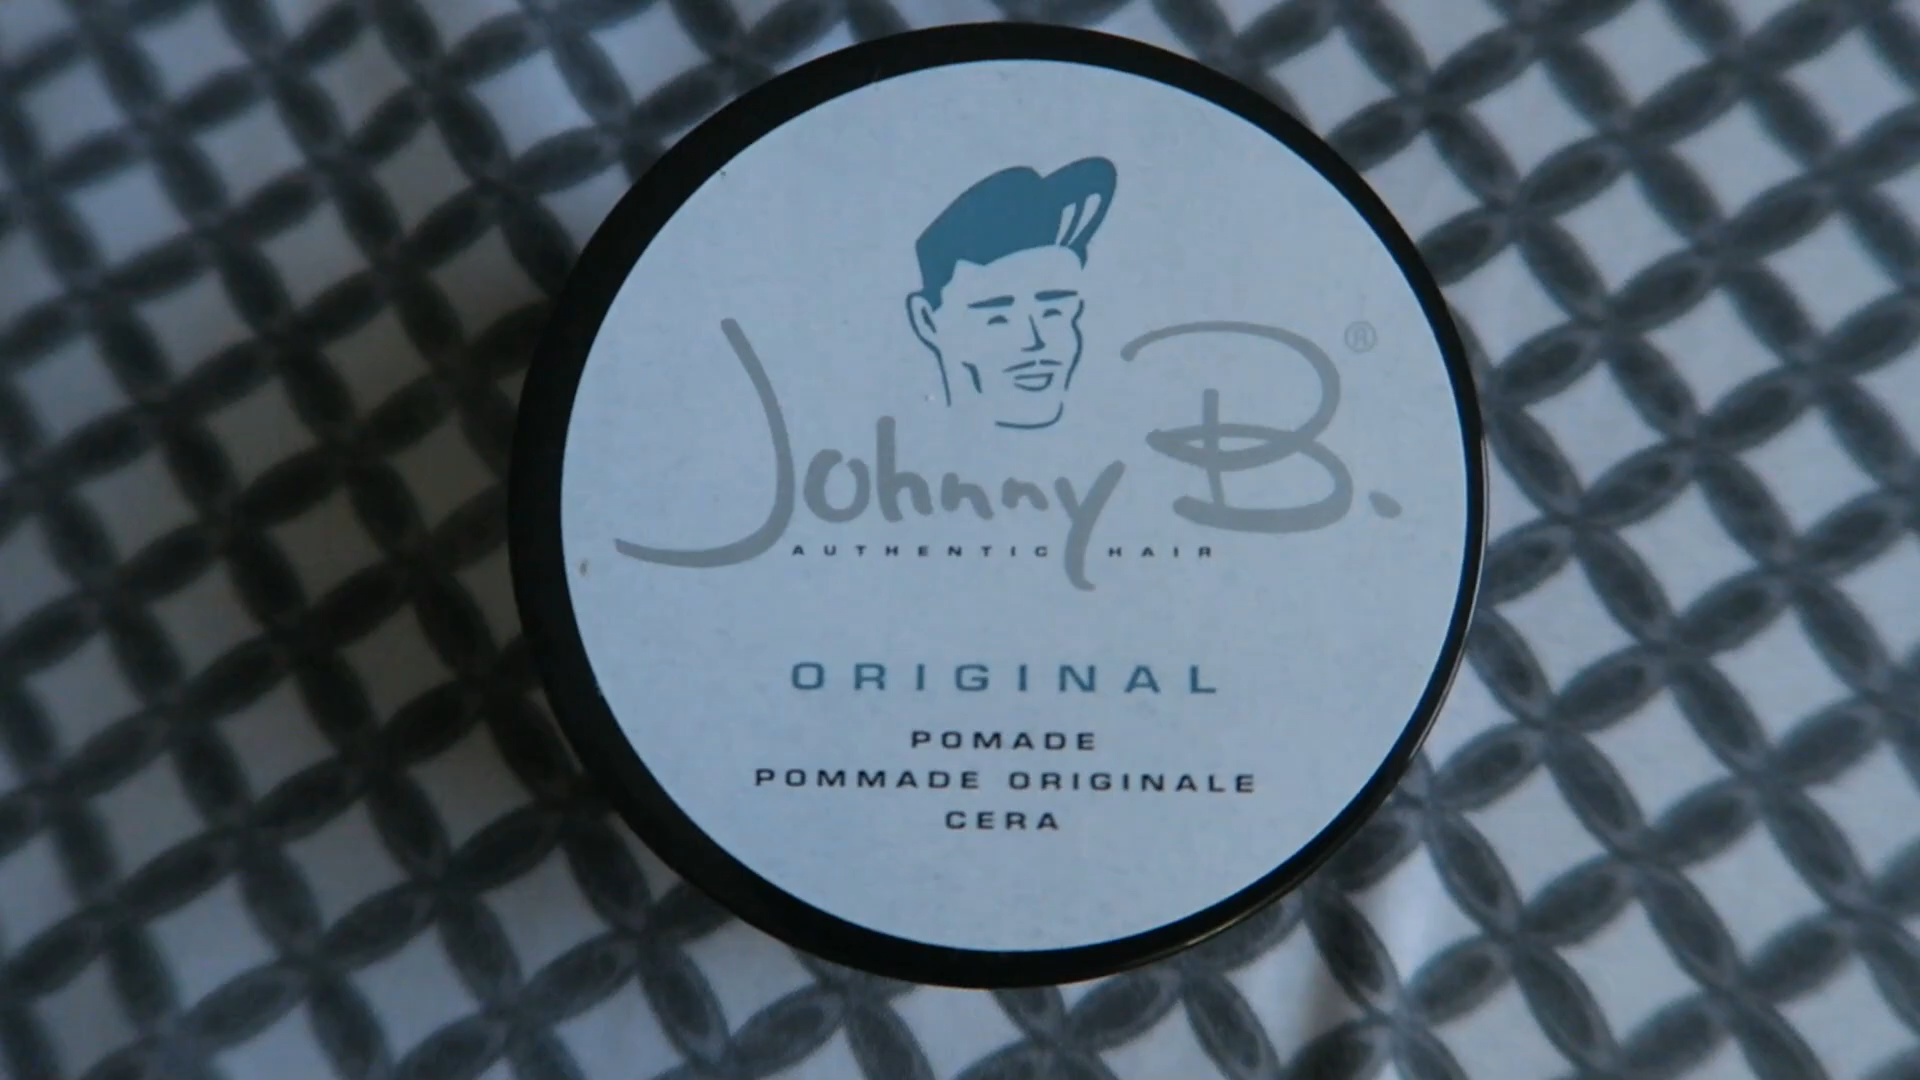 Johnny B.®
AUTHENTIC HAIR
ORIGINAL
POMADE
POMMADE ORIGINALE
CERA